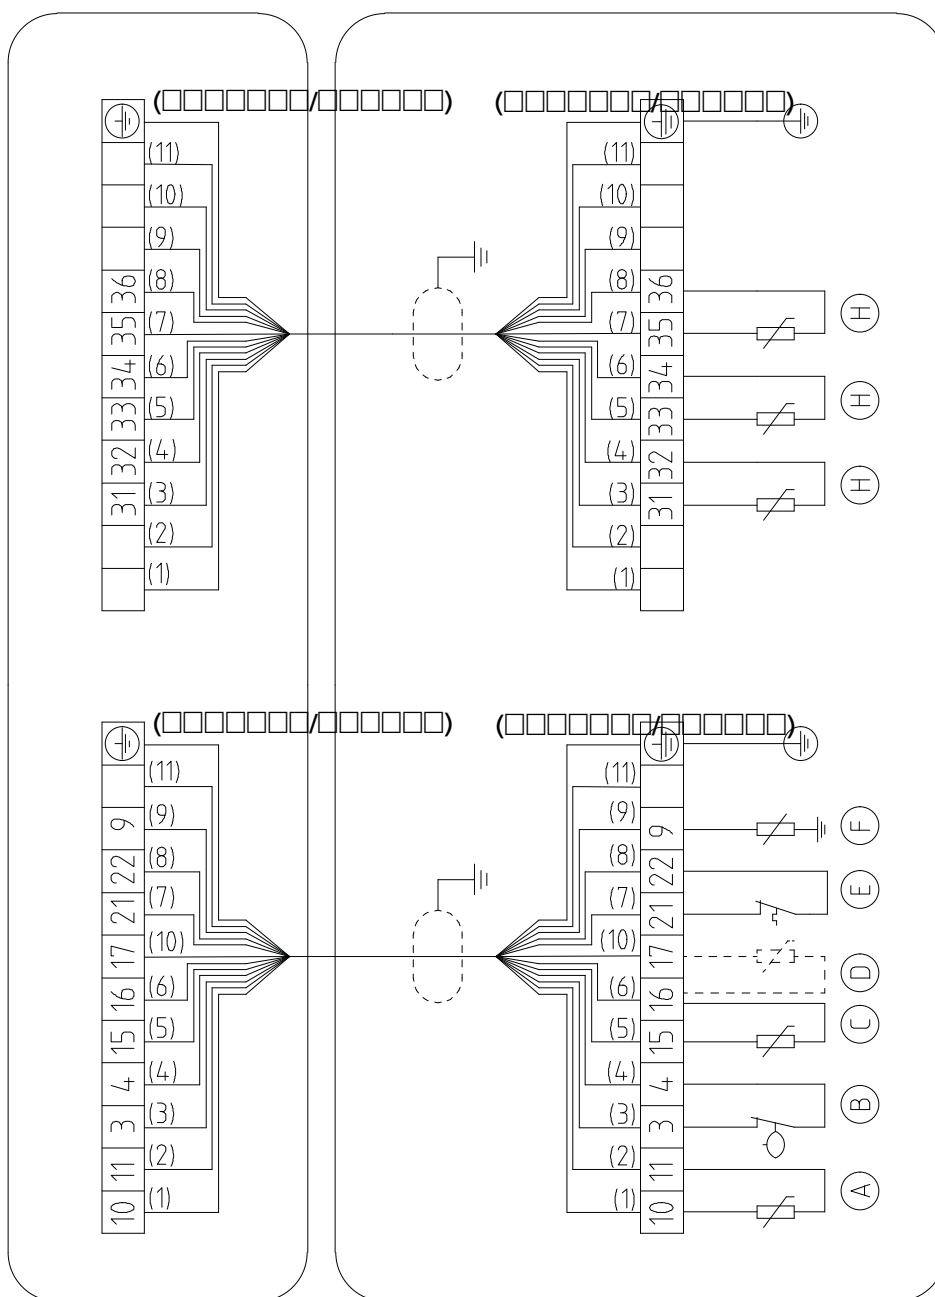 (□□□□□□□/□□□□□□) (□□□□□□□/□□□□□□)
(11) (11)
(10) (10)
(9) (9)
36 (8) (8) 36
35 (7) (7) 35 H
34 (6) (6) 34
33 (5) (5) 33 H
32 (4) (4) 32
31 (3) (3) 31 H
(2) (2)
(1) (1)
(□□□□□□□/□□□□□□) (□□□□□□□/□□□□□□)
(11) (11)
9 (9) (9) 9 F
22 (8) (8) 22 E
21 (7) (7) 21
17 (10) (10) 17 D
16 (6) (6) 16
15 (5) (5) 15 C
4 (4) (4) 4
3 (3) (3) 3 B
11 (2) (2) 11
10 (1) (1) 10 A